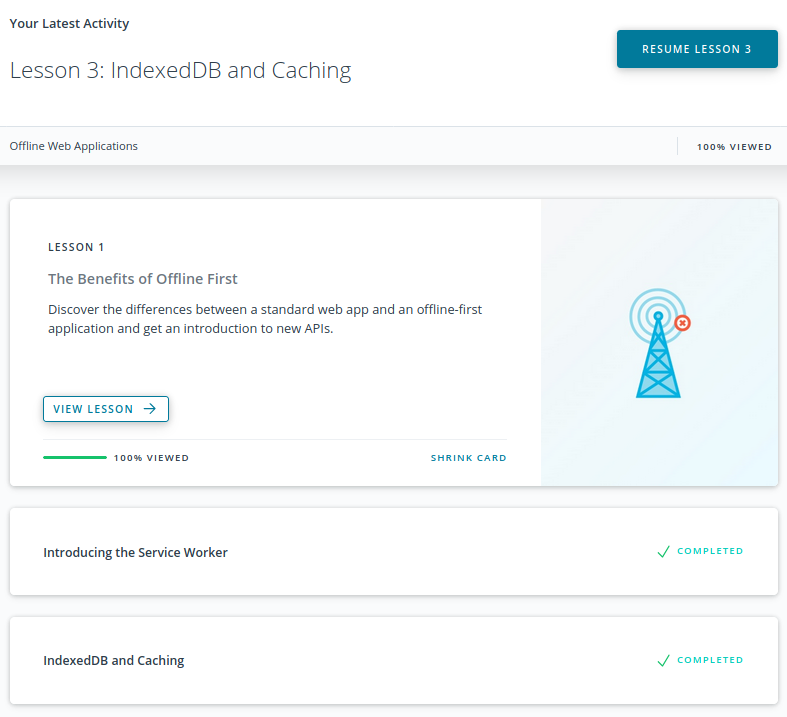 Your Latest Activity
RESUME LESSON 3
Lesson 3: IndexedDB and Caching
Offline Web Applications
100% VIEWED
LESSON 1
The Benefits of Offline First
Discover the differences between a standard web app and an offline-first
application and get an introduction to new APIs.
VIEW LESSON
100% VIEWED
SHRINK CARD
Introducing the Service Worker
COMPLETED
IndexedDB and Caching
COMPLETED